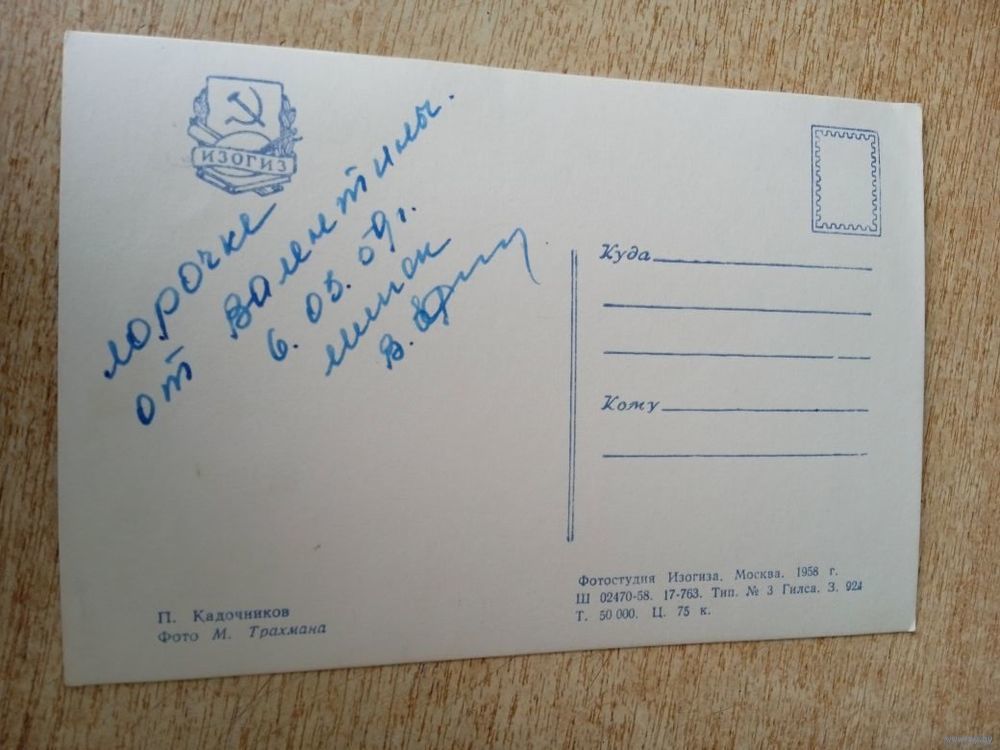 ИЗОГИЗ
Лорочке
от Валентины.
6. 03. 59г.
Минск
В.
Куда
Кому
П. Кадочников
Фото М. Трахмана
Фотостудия Изогиза. Москва. 1958 г.
Ш 02470-58. 17-763. Тип. № 3 Гилса. З. 924
Т. 50 000. Ц. 75 к.